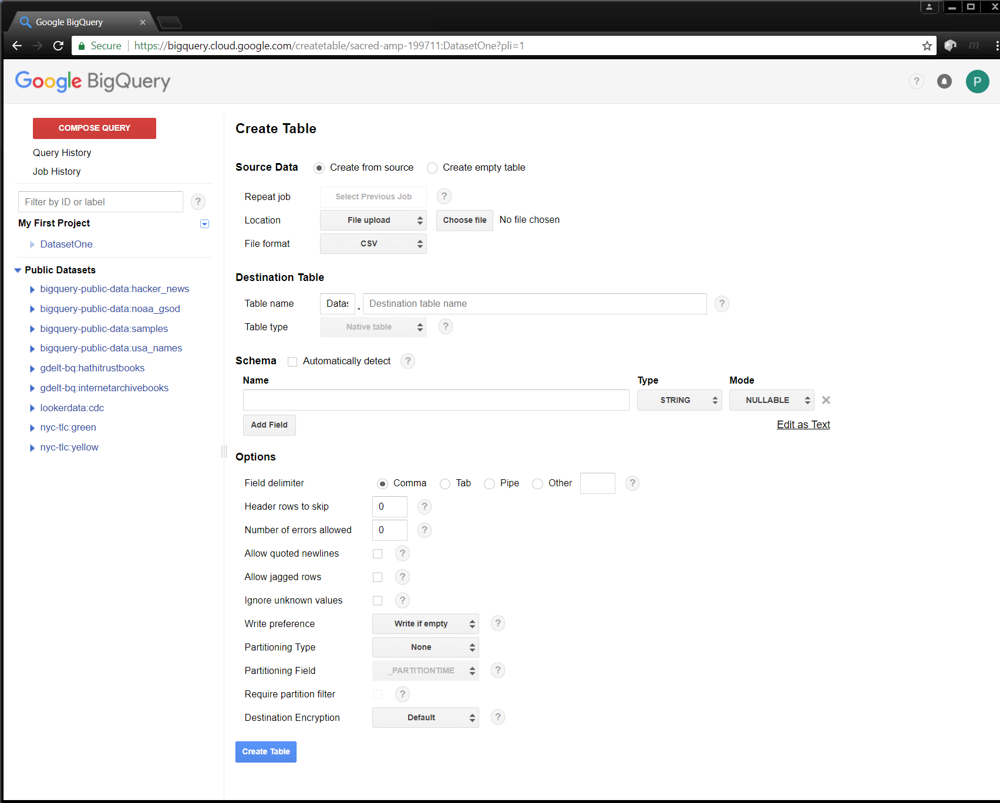 Google BigQuery
Secure https://bigquery.cloud.google.com/createtable/sacred-amp-199711:DatasetOne?pli=1 m
Google BigQuery ? P
COMPOSE QUERY
Query History
Job History
Filter by ID or label ?
My First Project
DatasetOne
Public Datasets
bigquery-public-data:hacker_news
bigquery-public-data:noaa_gsod
bigquery-public-data:samples
bigquery-public-data:usa_names
gdelt-bq:hathitrustbooks
gdelt-bq:internetarchivebooks
lookerdata:cdc
nyc-tlc:green
nyc-tlc:yellow
Create Table
Source Data Create from source Create empty table
Repeat job Select Previous Job ?
Location File upload Choose file No file chosen
File format CSV
Destination Table
Table name Datas . Destination table name ?
Table type Native table ?
Schema Automatically detect ?
Name Type Mode
STRING NULLABLE
Add Field Edit as Text
Options
Field delimiter Comma Tab Pipe Other ?
Header rows to skip 0 ?
Number of errors allowed 0 ?
Allow quoted newlines ?
Allow jagged rows ?
Ignore unknown values ?
Write preference Write if empty ?
Partitioning Type None
Partitioning Field _PARTITIONTIME ?
Require partition filter ?
Destination Encryption Default ?
Create Table